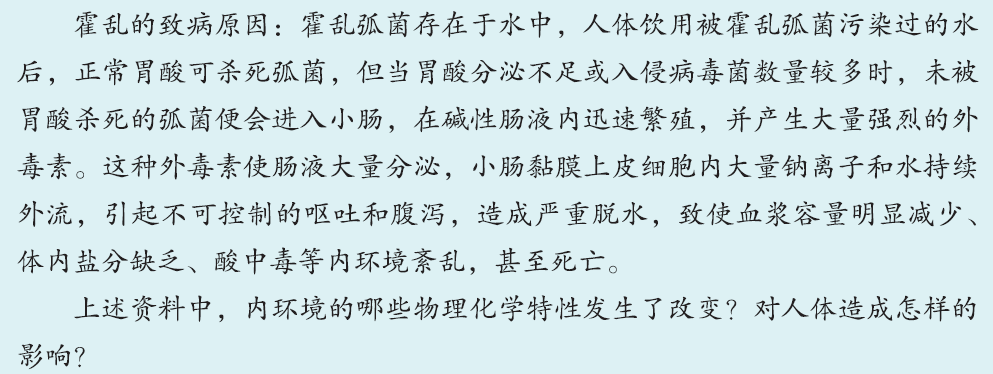 霍乱的致病原因：霍乱弧菌存在于水中，人体饮用被霍乱弧菌污染过的水
后，正常胃酸可杀死弧菌，但当胃酸分泌不足或入侵病毒菌数量较多时，未被
胃酸杀死的弧菌便会进入小肠，在碱性肠液内迅速繁殖，并产生大量强烈的外
毒素。这种外毒素使肠液大量分泌，小肠黏膜上皮细胞内大量钠离子和水持续
外流，引起不可控制的呕吐和腹泻，造成严重脱水，致使血浆容量明显减少、
体内盐分缺乏、酸中毒等内环境紊乱，甚至死亡。
上述资料中，内环境的哪些物理化学特性发生了改变？对人体造成怎样的
影响？